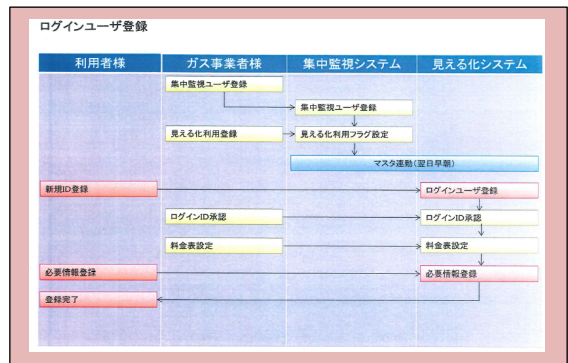 ログインユーザ登録
利用者様 ガス事業者様 集中監視システム 見える化システム
集中監視ユーザ登録
集中監視ユーザ登録
見える化利用登録 見える化利用フラグ設定
マスタ連動(翌日早朝)
新規ID登録 ログインユーザ登録
ログインID承認 ログインID承認
料金表設定 料金表設定
必要情報登録 必要情報登録
登録完了